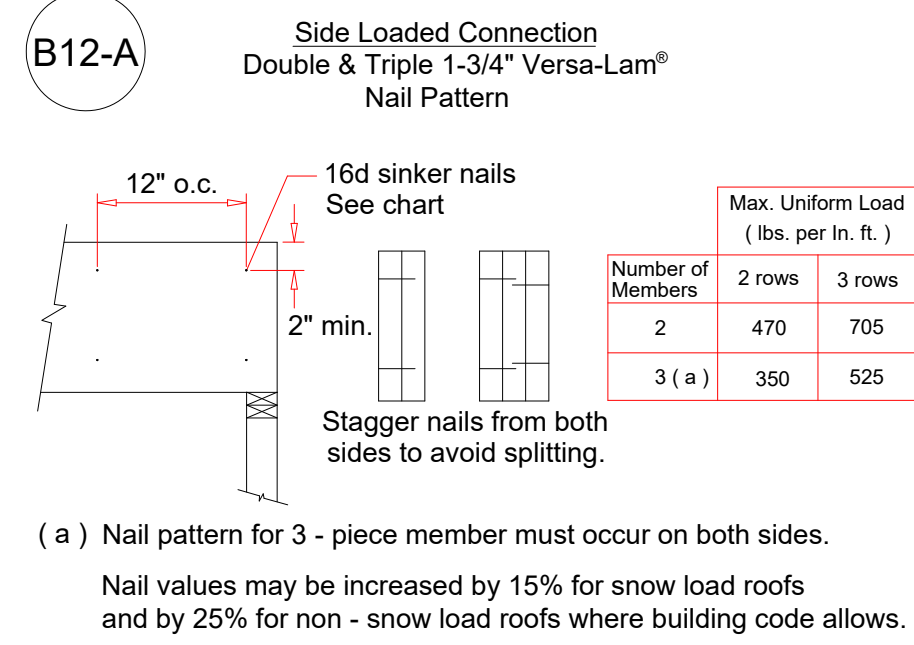 B12-A
Side Loaded Connection
Double & Triple 1-3/4" Versa-Lam®
Nail Pattern
12" o.c.
16d sinker nails
See chart
2" min.
Stagger nails from both
sides to avoid splitting.
Max. Uniform Load
( lbs. per ln. ft. )
Number of
Members
2 rows
3 rows
2
470
705
3 ( a )
350
525
( a ) Nail pattern for 3 - piece member must occur on both sides.
Nail values may be increased by 15% for snow load roofs
and by 25% for non - snow load roofs where building code allows.